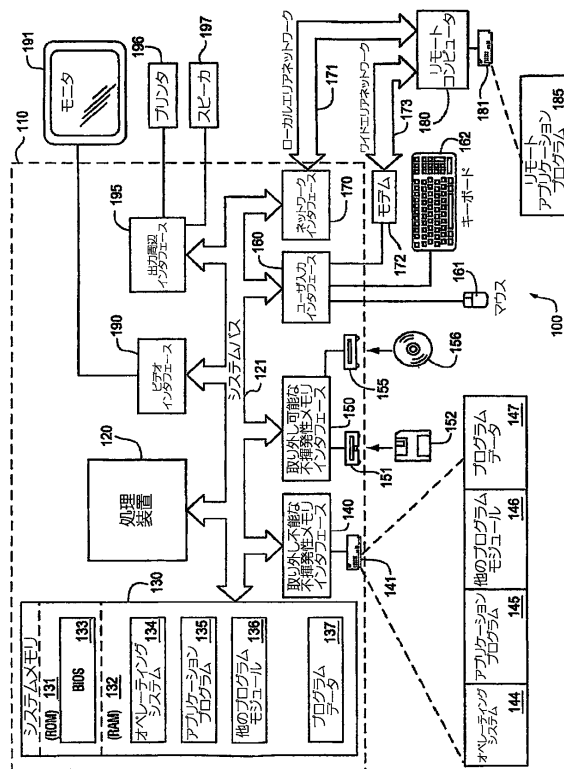 システムメモリ
(ROM) 131
BIOS 133
(RAM) 132
オペレーティング
システム 134
アプリケーション
プログラム 135
他のプログラム
モジュール 136
プログラム
データ 137
130
処理
装置
120
システムバス
121
ビデオ
インタフェース
190
出力周辺
インタフェース
195
110
モニタ
191
プリンタ
196
スピーカ
197
取り外し不能な
不揮発性メモリ
インタフェース
140
141
取り外し可能な
不揮発性メモリ
インタフェース
150
151
152
155
156
ユーザ入力
インタフェース
160
ネットワーク
インタフェース
170
ローカルエリアネットワーク
171
ワイドエリアネットワーク
173
モデム
172
マウス
161
キーボード
162
リモート
コンピュータ
180
181
リモート
アプリケーション
プログラム 185
オペレーティング
システム 144
アプリケーション
プログラム 145
他のプログラム
モジュール 146
プログラム
データ 147
100